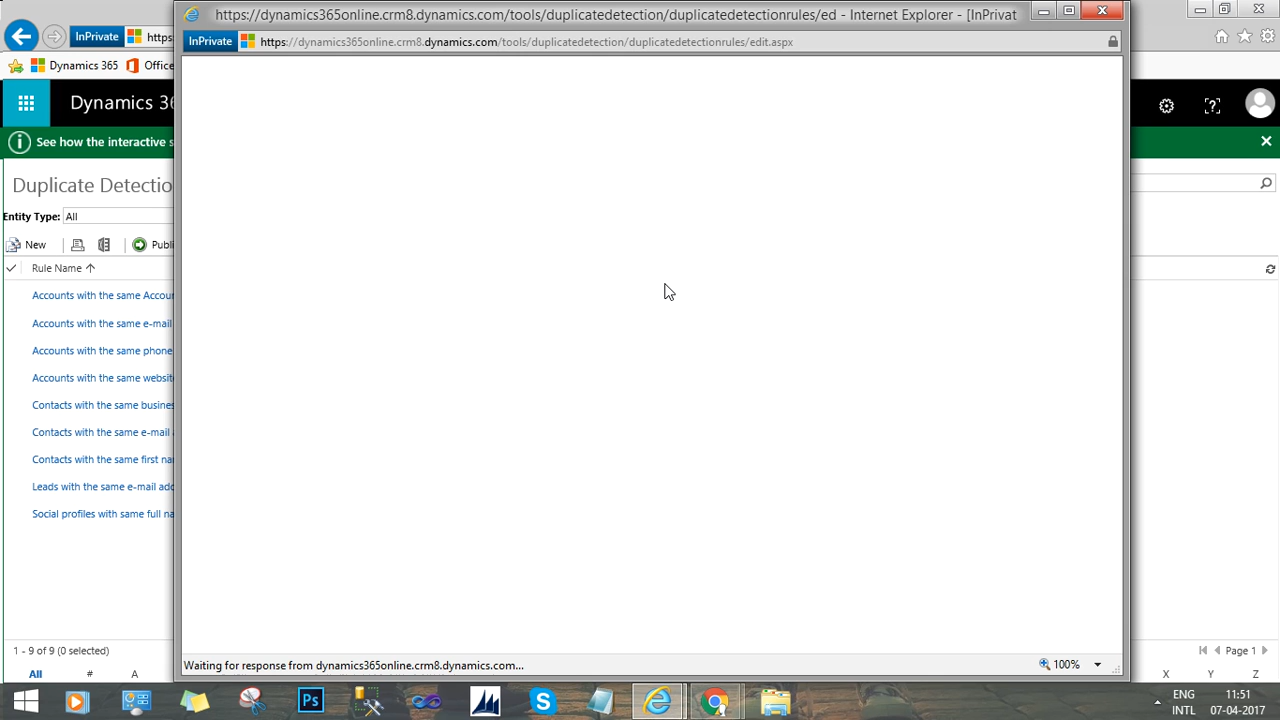 https://dynamics365online.crm8.dynamics.com/tools/duplicatedetection/duplicatedetectionrules/ed - Internet Explorer - [InPrivat
InPrivate
https
InPrivate
https://dynamics365online.crm8.dynamics.com/tools/duplicatedetection/duplicatedetectionrules/edit.aspx
Dynamics 365
Office
Dynamics 36
See how the interactive s
Duplicate Detectio
Entity Type: All
New
Publi
Rule Name
Accounts with the same Accoun
Accounts with the same e-mail
Accounts with the same phone
Accounts with the same website
Contacts with the same busines
Contacts with the same e-mail a
Contacts with the same first na
Leads with the same e-mail add
Social profiles with same full na
1 - 9 of 9 (0 selected)
Page 1
All # A
X Y Z
Waiting for response from dynamics365online.crm8.dynamics.com...
100%
Ps
ENG 11:51
INTL 07-04-2017